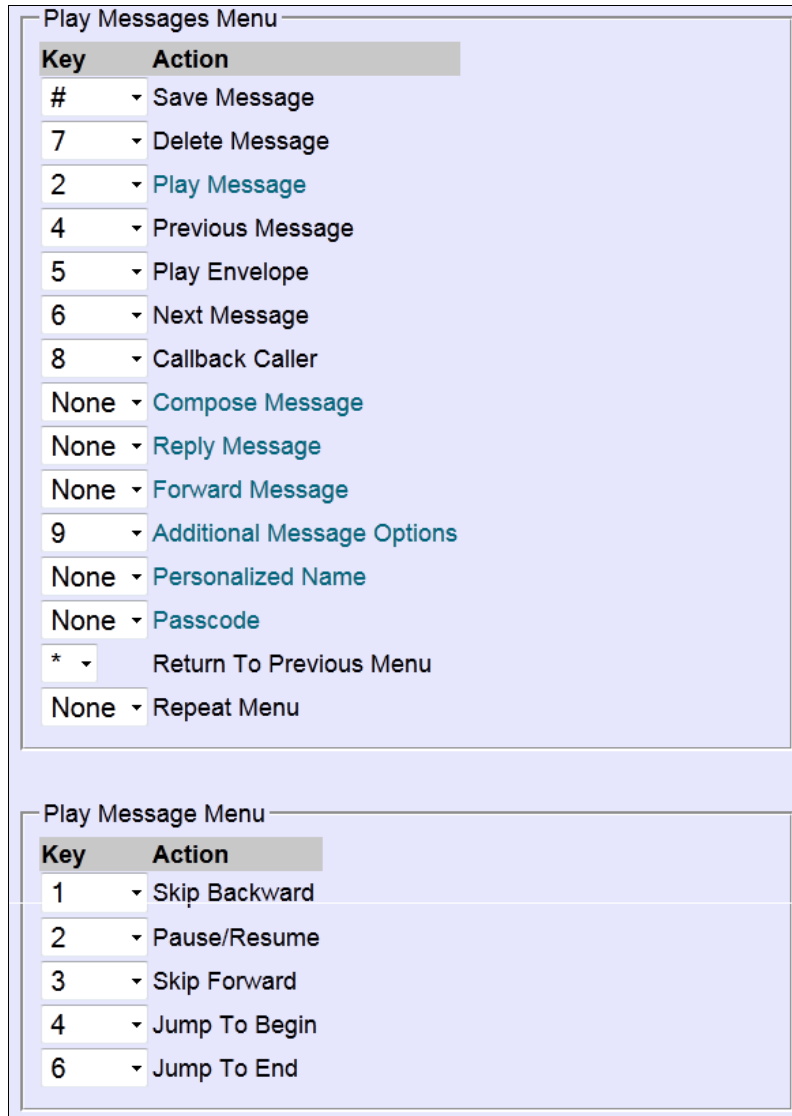 Play Messages Menu
Key Action
# Save Message
7 Delete Message
2 Play Message
4 Previous Message
5 Play Envelope
6 Next Message
8 Callback Caller
None Compose Message
None Reply Message
None Forward Message
9 Additional Message Options
None Personalized Name
None Passcode
* Return To Previous Menu
None Repeat Menu
Play Message Menu
Key Action
1 Skip Backward
2 Pause/Resume
3 Skip Forward
4 Jump To Begin
6 Jump To End